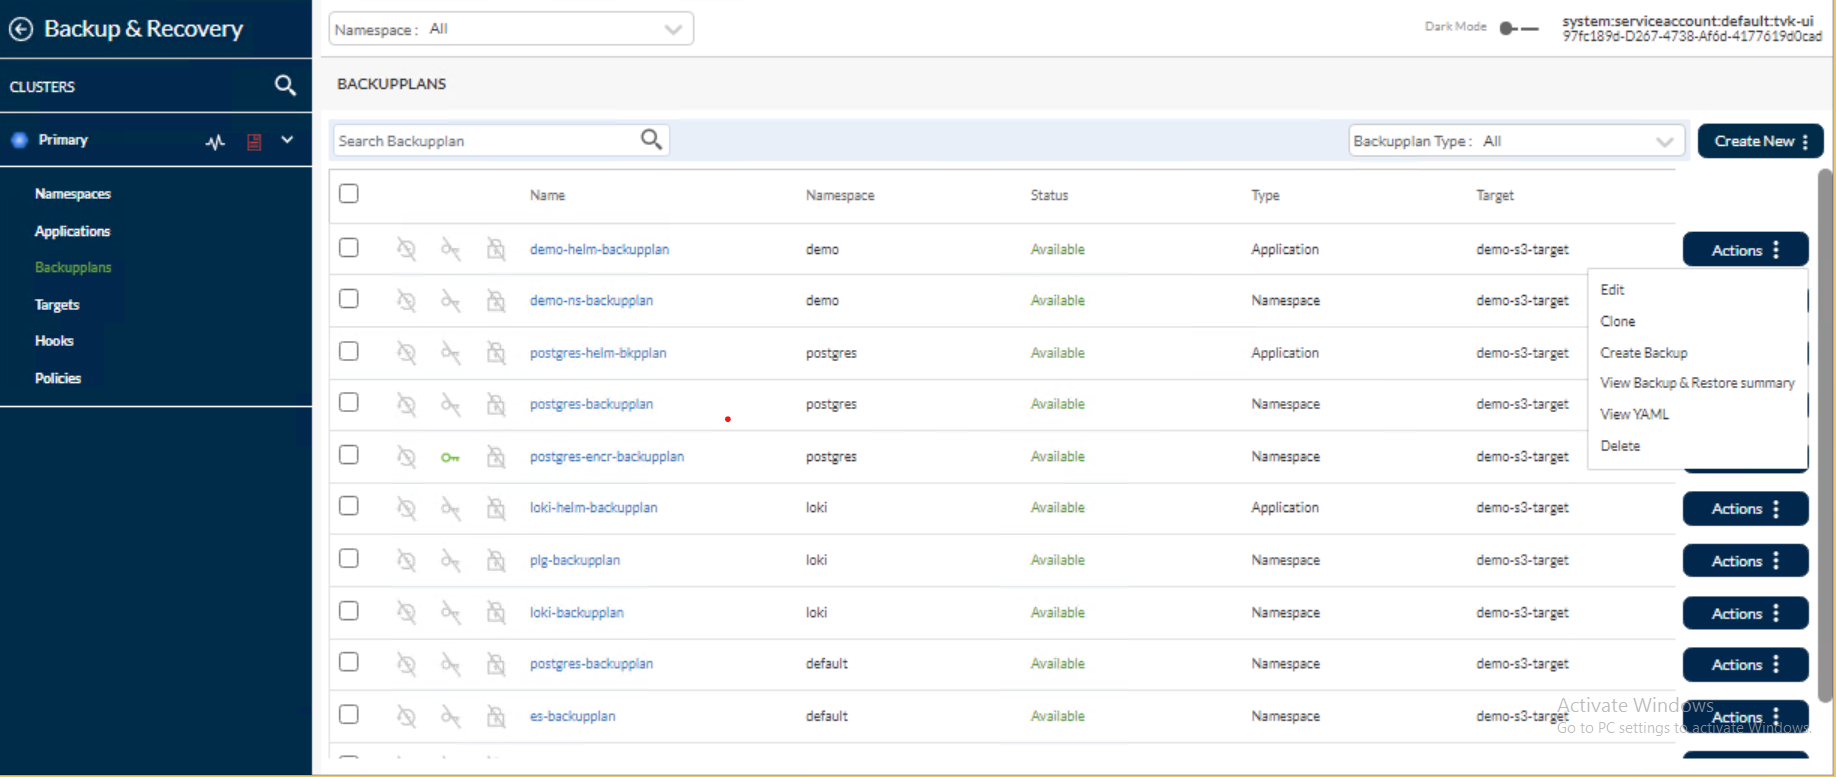 Backup & Recovery
Namespace : All
Dark Mode
system:serviceaccount:default:tvk-ui
97fc189d-D267-4738-Af6d-4177619d0cad
CLUSTERS
BACKUPPLANS
Primary
Search Backupplan
Backupplan Type : All
Create New
Namespaces
Applications
Backupplans
Targets
Hooks
Policies
Name Namespace Status Type Target
demo-helm-backupplan demo Available Application demo-s3-target Actions
demo-ns-backupplan demo Available Namespace demo-s3-target
postgres-helm-bkpplan postgres Available Application demo-s3-target
postgres-backupplan postgres Available Namespace demo-s3-target
postgres-encr-backupplan postgres Available Namespace demo-s3-target
Edit
Clone
Create Backup
View Backup & Restore summary
View YAML
Delete
loki-helm-backupplan loki Available Application demo-s3-target Actions
plg-backupplan loki Available Namespace demo-s3-target Actions
loki-backupplan loki Available Namespace demo-s3-target Actions
postgres-backupplan default Available Namespace demo-s3-target Actions
es-backupplan default Available Namespace demo-s3-target Actions
Activate Windows
Go to PC settings to activate Windows.